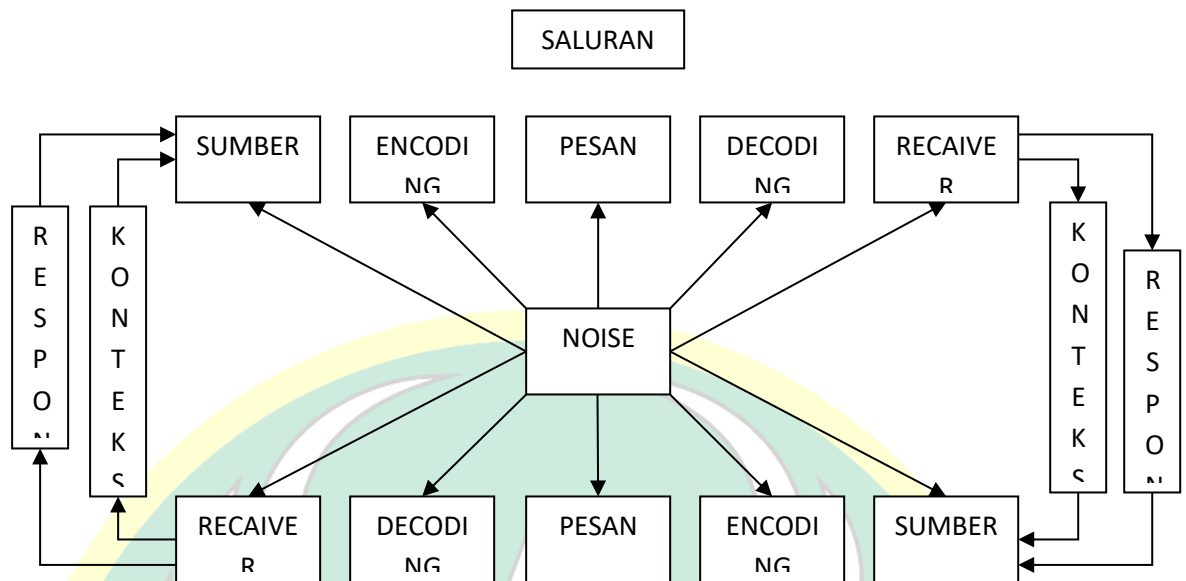 SALURAN
SUMBER
ENCODI
NG
PESAN
DECODI
NG
RECAIVE
R
R
E
S
P
O
N
K
O
N
T
E
K
S
NOISE
K
O
N
T
E
K
S
R
E
S
P
O
N
RECAIVE
R
DECODI
NG
PESAN
ENCODI
NG
SUMBER